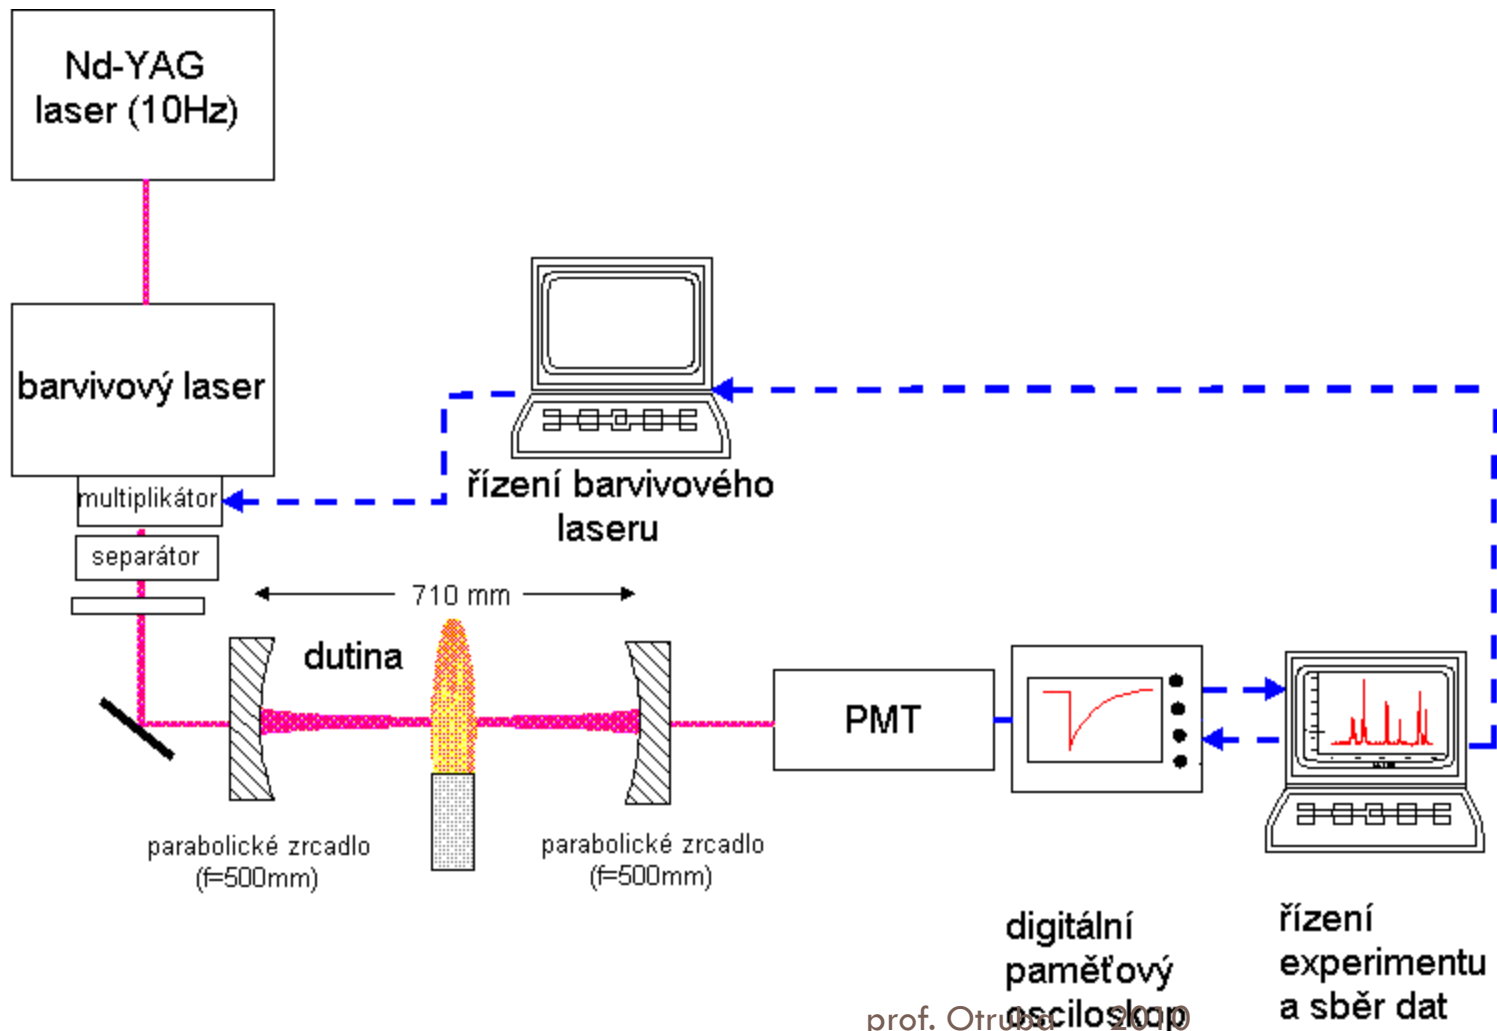 Nd-YAG
laser (10Hz)
barvivový laser
multiplikátor
separátor
řízení barvivového
laseru
710 mm
dutina
PMT
parabolické zrcadlo
(f=500mm)
parabolické zrcadlo
(f=500mm)
digitální
paměťový
osciloskop
řízení
experimentu
a sběr dat
prof. Otruba 2010